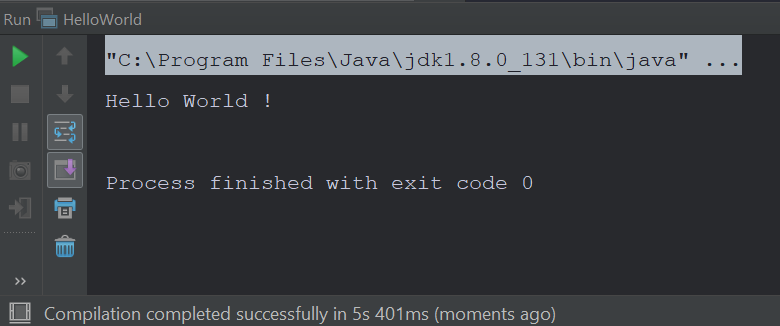 Run HelloWorld
"C:\Program Files\Java\jdk1.8.0_131\bin\java" ...
Hello World !
Process finished with exit code 0
>>
Compilation completed successfully in 5s 401ms (moments ago)